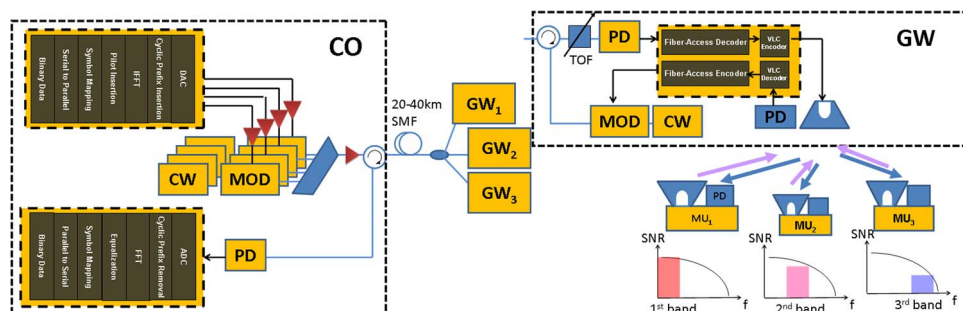 CO
Binary Data
Serial to Parallel
Symbol Mapping
Pilot Insertion
IFFT
Cyclic Prefix Insertion
DAC
CW
MOD
Binary Data
Parallel to Serial
Symbol Mapping
Equalization
FFT
Cyclic Prefix Removal
ADC
PD
20-40km
SMF
GW1
GW2
GW3
GW
TOF
PD
Fiber-Access Decoder
VLC
Encoder
Fiber-Access Encoder
VLC
Decoder
MOD
CW
PD
PD
MU1
MU2
MU3
SNR
f
1st band
SNR
f
2nd band
SNR
f
3rd band